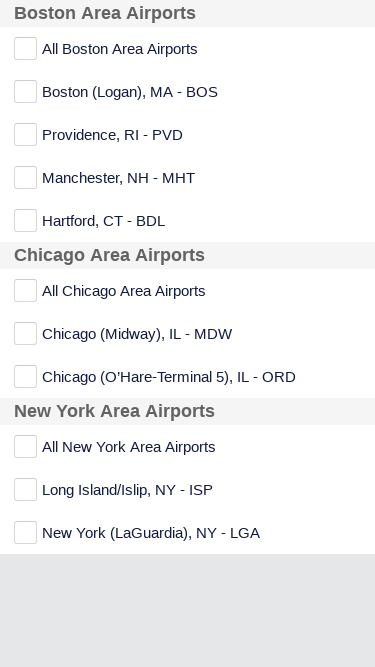 Boston Area Airports
All Boston Area Airports
Boston (Logan), MA - BOS
Providence, RI - PVD
Manchester, NH - MHT
Hartford, CT - BDL
Chicago Area Airports
All Chicago Area Airports
Chicago (Midway), IL - MDW
Chicago (O'Hare-Terminal 5), IL - ORD
New York Area Airports
All New York Area Airports
Long Island/Islip, NY - ISP
New York (LaGuardia), NY - LGA